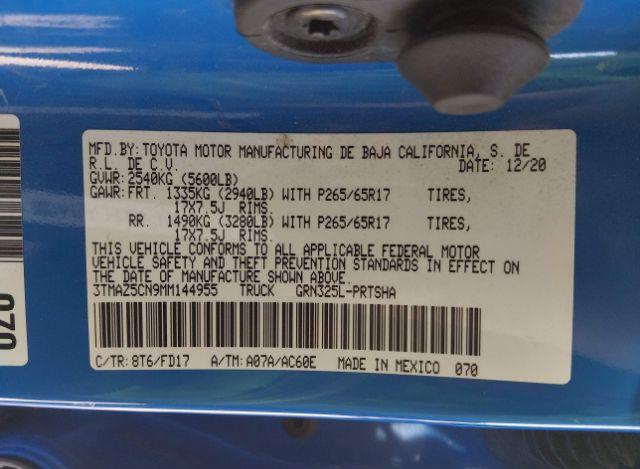 MFD.BY:TOYOTA MOTOR MANUFACTURING DE BAJA CALIFORNIA, S. DE
R.L. DE C.V. DATE: 12/20
GVWR:2540KG (5600LB)
GAWR:FRT. 1335KG (2940LB) WITH P265/65R17 TIRES,
17X7.5J RIMS.
RR. 1490KG (3280LB) WITH P265/65R17 TIRES,
17X7.5J RIMS.
THIS VEHICLE CONFORMS TO ALL APPLICABLE FEDERAL MOTOR
VEHICLE SAFETY AND THEFT PREVENTION STANDARDS IN EFFECT ON
THE DATE OF MANUFACTURE SHOWN ABOVE.
3TMAZ5CN9MM144955 TRUCK GRN325L-PRTSHA
C/TR: 8T6/FD17 A/TM: A07A/AC60E MADE IN MEXICO 070
070